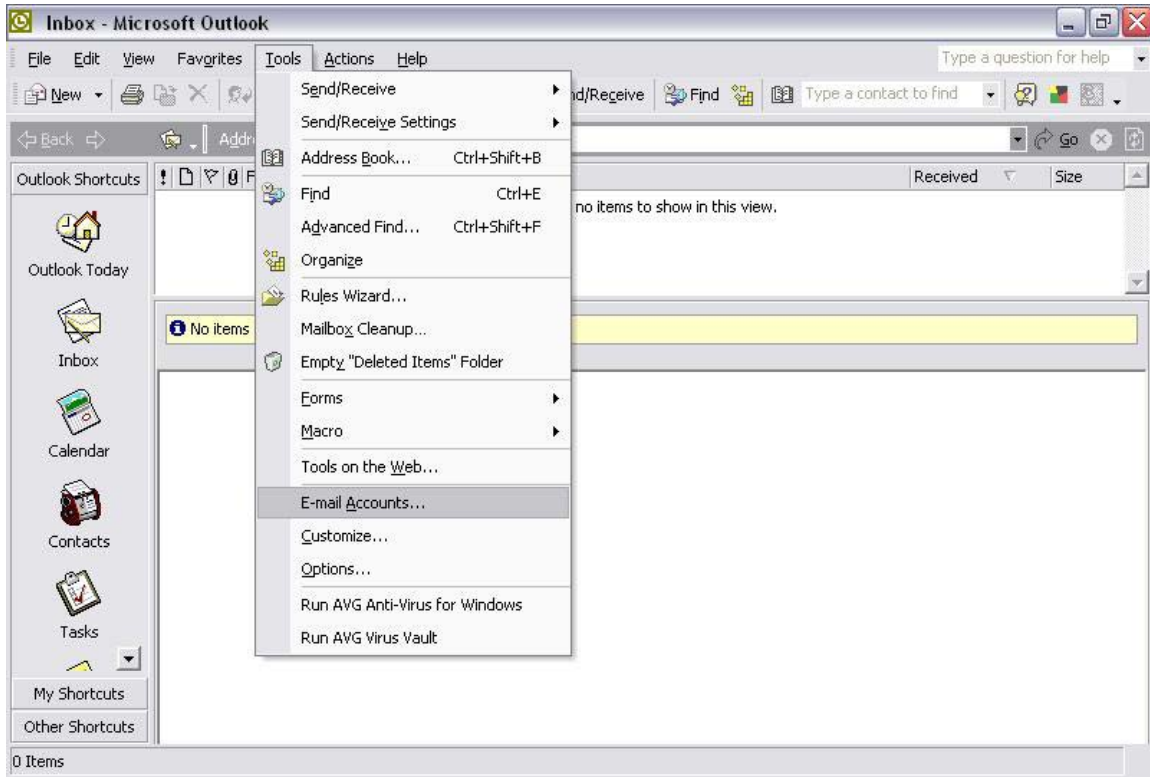 Inbox - Microsoft Outlook
File Edit View Favorites Tools Actions Help Type a question for help
New Find Type a contact to find
Back Go
Outlook Shortcuts
Received Size
no items to show in this view.
Outlook Today
Inbox
Calendar
Contacts
Tasks
My Shortcuts
Other Shortcuts
No items
Send/Receive
Send/Receive Settings
Address Book... Ctrl+Shift+B
Find Ctrl+E
Advanced Find... Ctrl+Shift+F
Organize
Rules Wizard...
Mailbox Cleanup...
Empty "Deleted Items" Folder
Forms
Macro
Tools on the Web...
E-mail Accounts...
Customize...
Options...
Run AVG Anti-Virus for Windows
Run AVG Virus Vault
0 Items